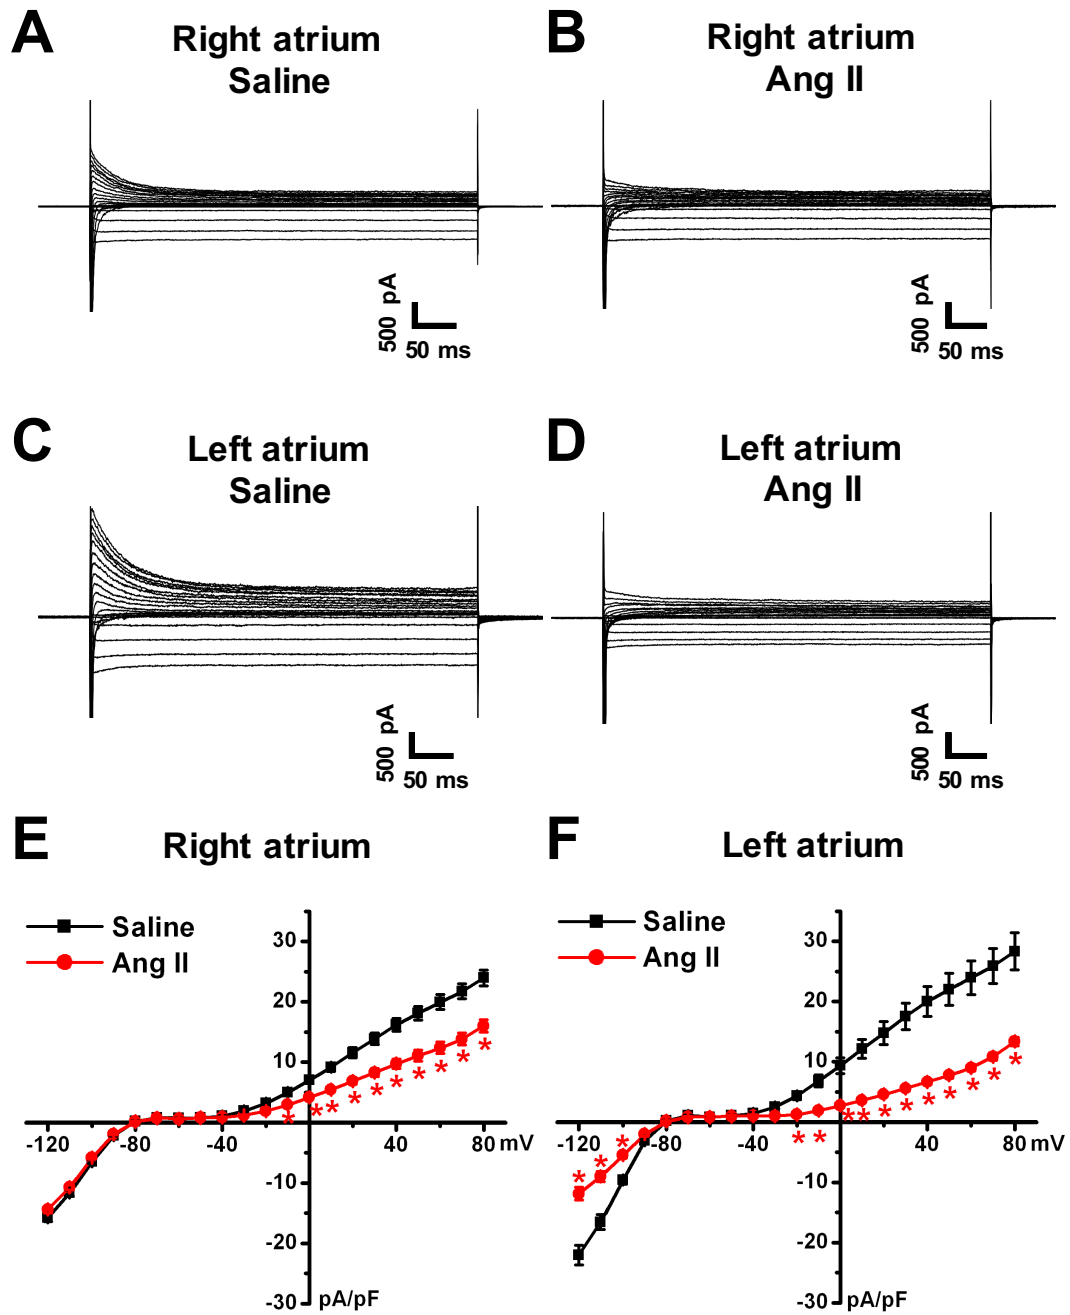 A
Right atrium
Saline
500 pA
50 ms
B
Right atrium
Ang II
500 pA
50 ms
C
Left atrium
Saline
500 pA
50 ms
D
Left atrium
Ang II
500 pA
50 ms
E
Right atrium
Saline
Ang II
30
20
10
-120 -80 -40 40 80 mV
-10
-20
-30 pA/pF
* * * * * * * * * *
F
Left atrium
Saline
Ang II
30
20
10
-120 -80 -40 40 80 mV
-10
-20
-30 pA/pF
* * * * * * * * * * * * * *